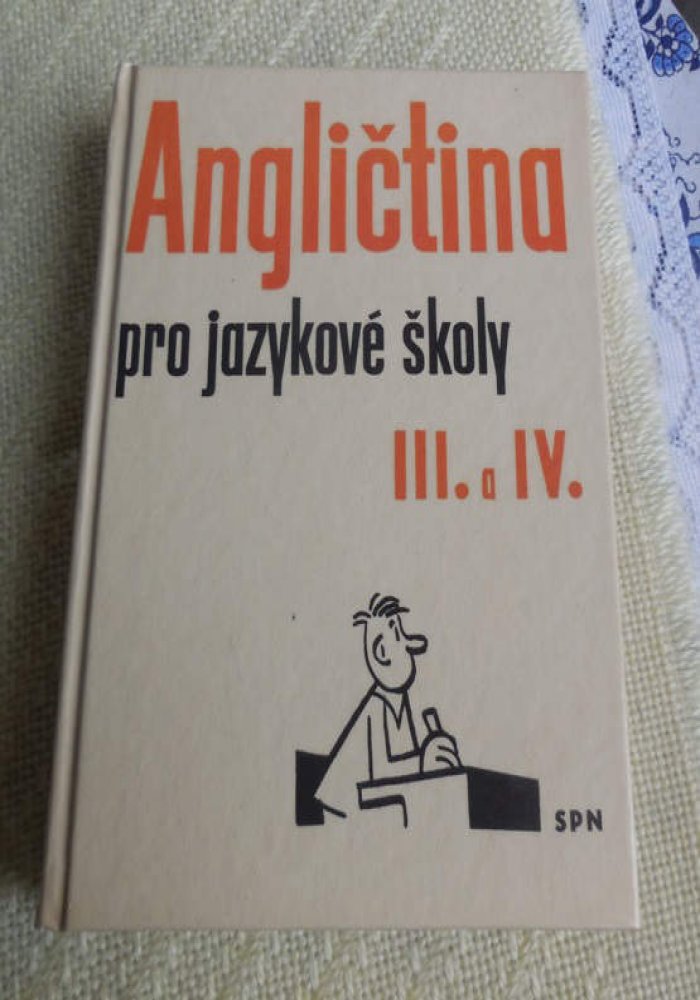 Angličtina
pro jazykové školy
III. a IV.
SPN